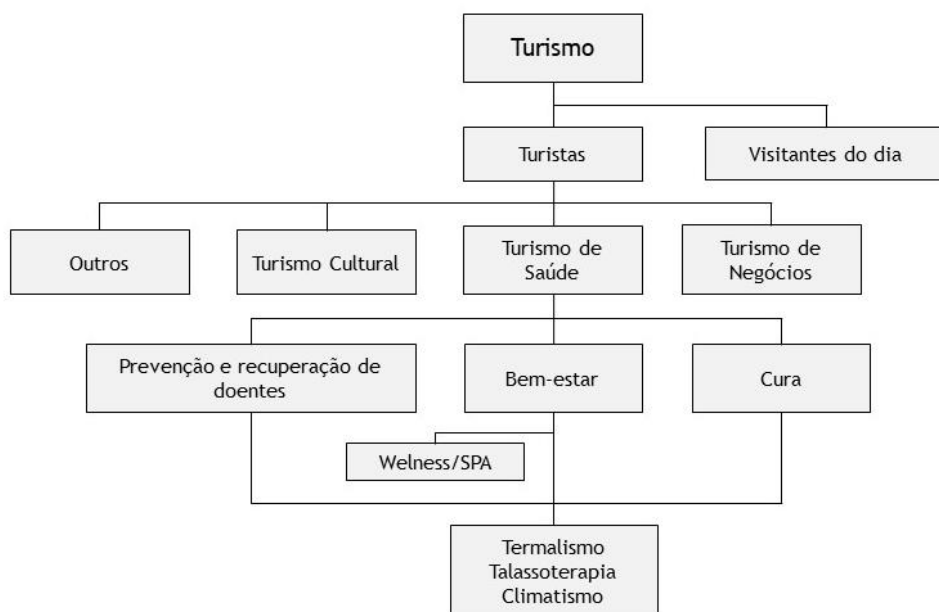 Turismo
Turistas
Visitantes do dia
Outros
Turismo Cultural
Turismo de
Saúde
Turismo de
Negócios
Prevenção e recuperação de
doentes
Bem-estar
Cura
Welness/SPA
Termalismo
Talassoterapia
Climatismo